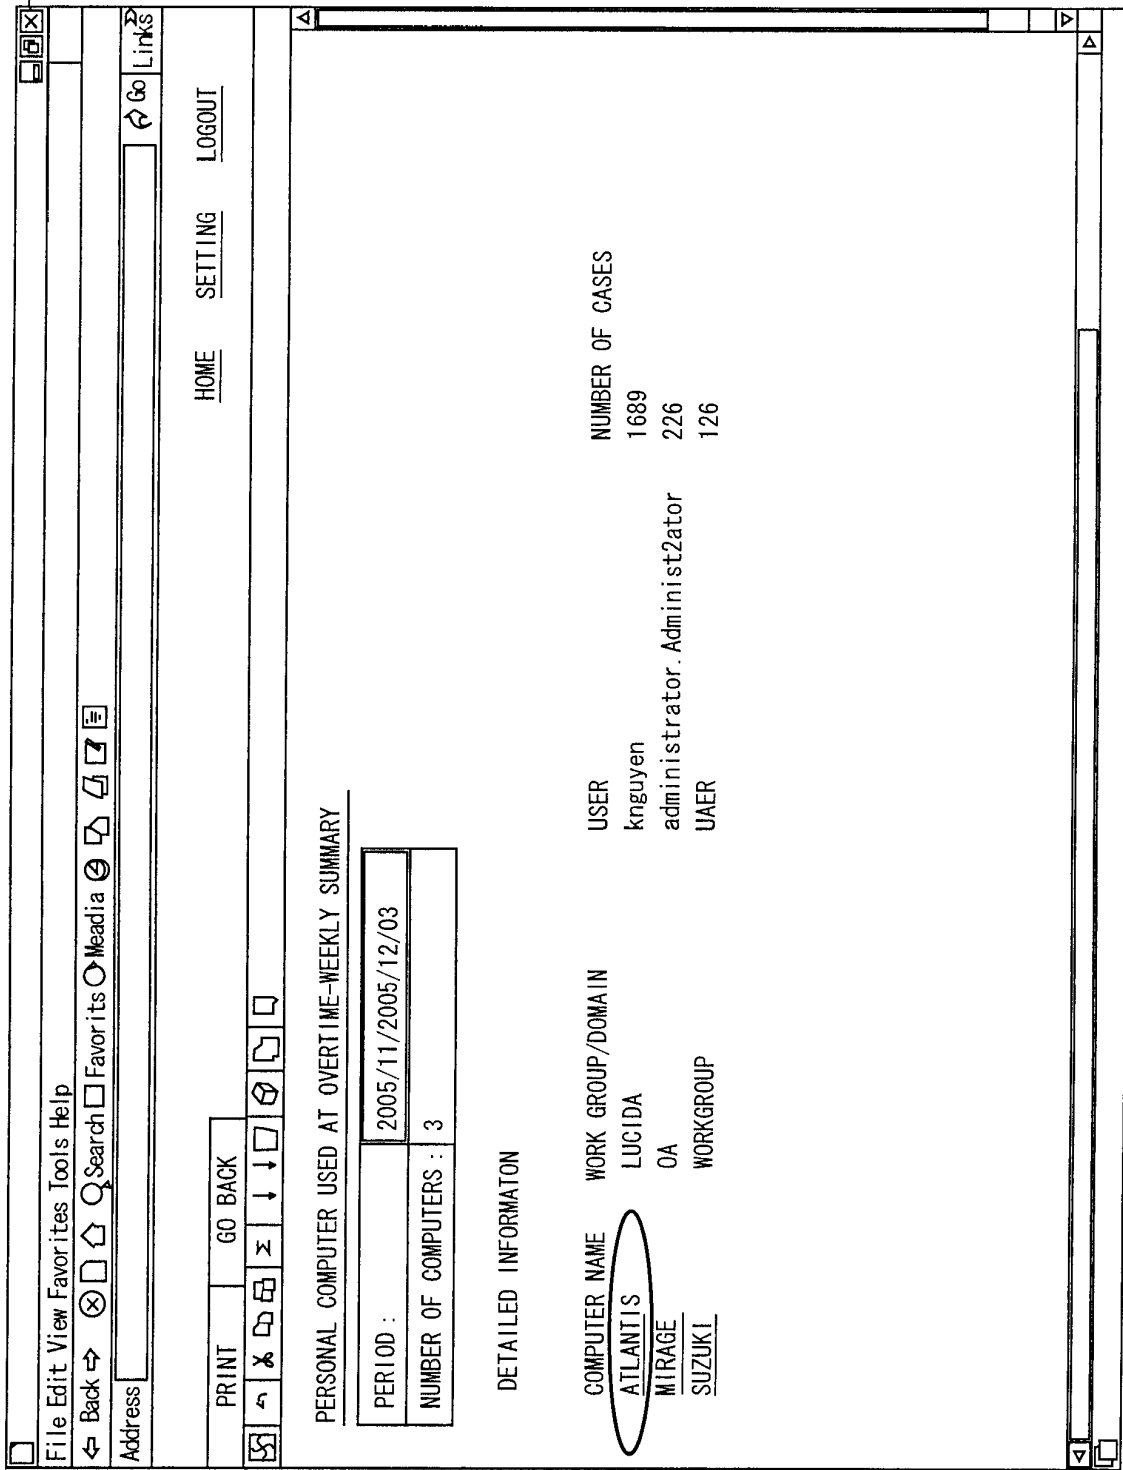 File Edit View Favorites Tools Help
Back Search Favorits Meadia
Address Go Links
HOME SETTING LOGOUT
PRINT GO BACK
Σ
PERSONAL COMPUTER USED AT OVERTIME-WEEKLY SUMMARY
PERIOD: 2005/11/2005/12/03
NUMBER OF COMPUTERS: 3
DETAILED INFORMATON
COMPUTER NAME WORK GROUP/DOMAIN USER NUMBER OF CASES
ATLANTIS LUCIDA knguyen 1689
MIRAGE OA administrator.Administ2ator 226
SUZUKI WORKGROUP UAER 126